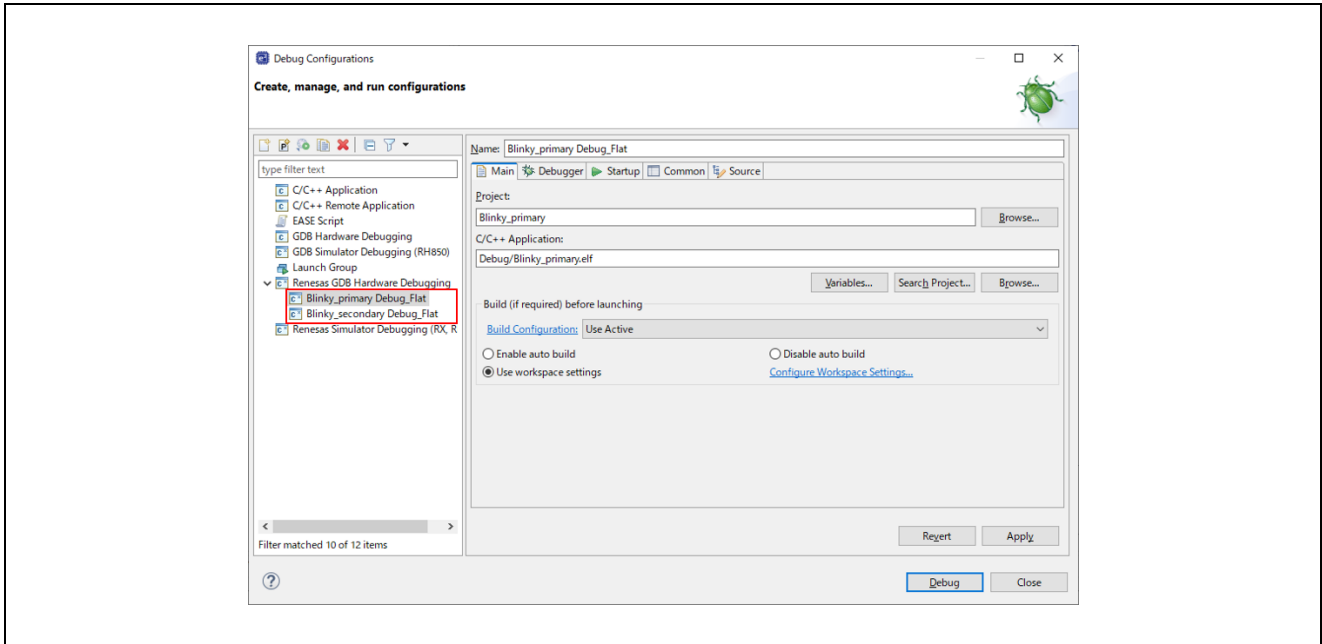 Debug Configurations
Create, manage, and run configurations
type filter text
C/C++ Application
C/C++ Remote Application
EASE Script
GDB Hardware Debugging
GDB Simulator Debugging (RH850)
Launch Group
Renesas GDB Hardware Debugging
Blinky_primary Debug_Flat
Blinky_secondary Debug_Flat
Renesas Simulator Debugging (RX, R
Filter matched 10 of 12 items
Name: Blinky_primary Debug_Flat
Main Debugger Startup Common Source
Project:
Blinky_primary Browse...
C/C++ Application:
Debug/Blinky_primary.elf
Variables... Search Project... Browse...
Build (if required) before launching
Build Configuration: Use Active
Enable auto build Disable auto build
Use workspace settings Configure Workspace Settings...
Revert Apply
Debug Close